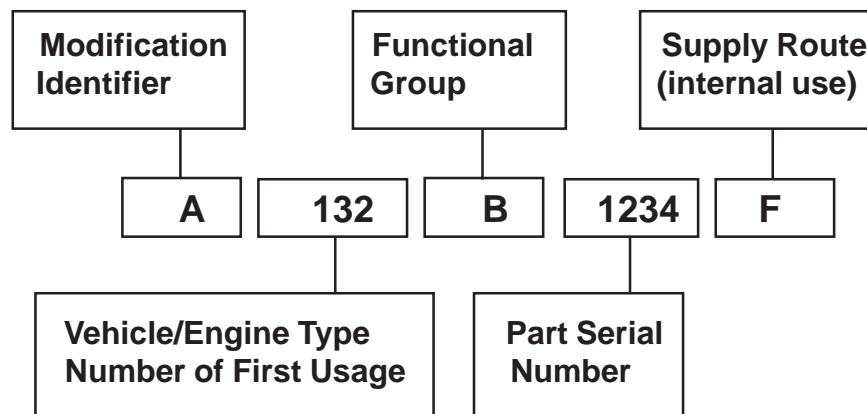 Modification
Identifier
Functional
Group
Supply Route
(internal use)
A
132
B
1234
F
Vehicle/Engine Type
Number of First Usage
Part Serial
Number